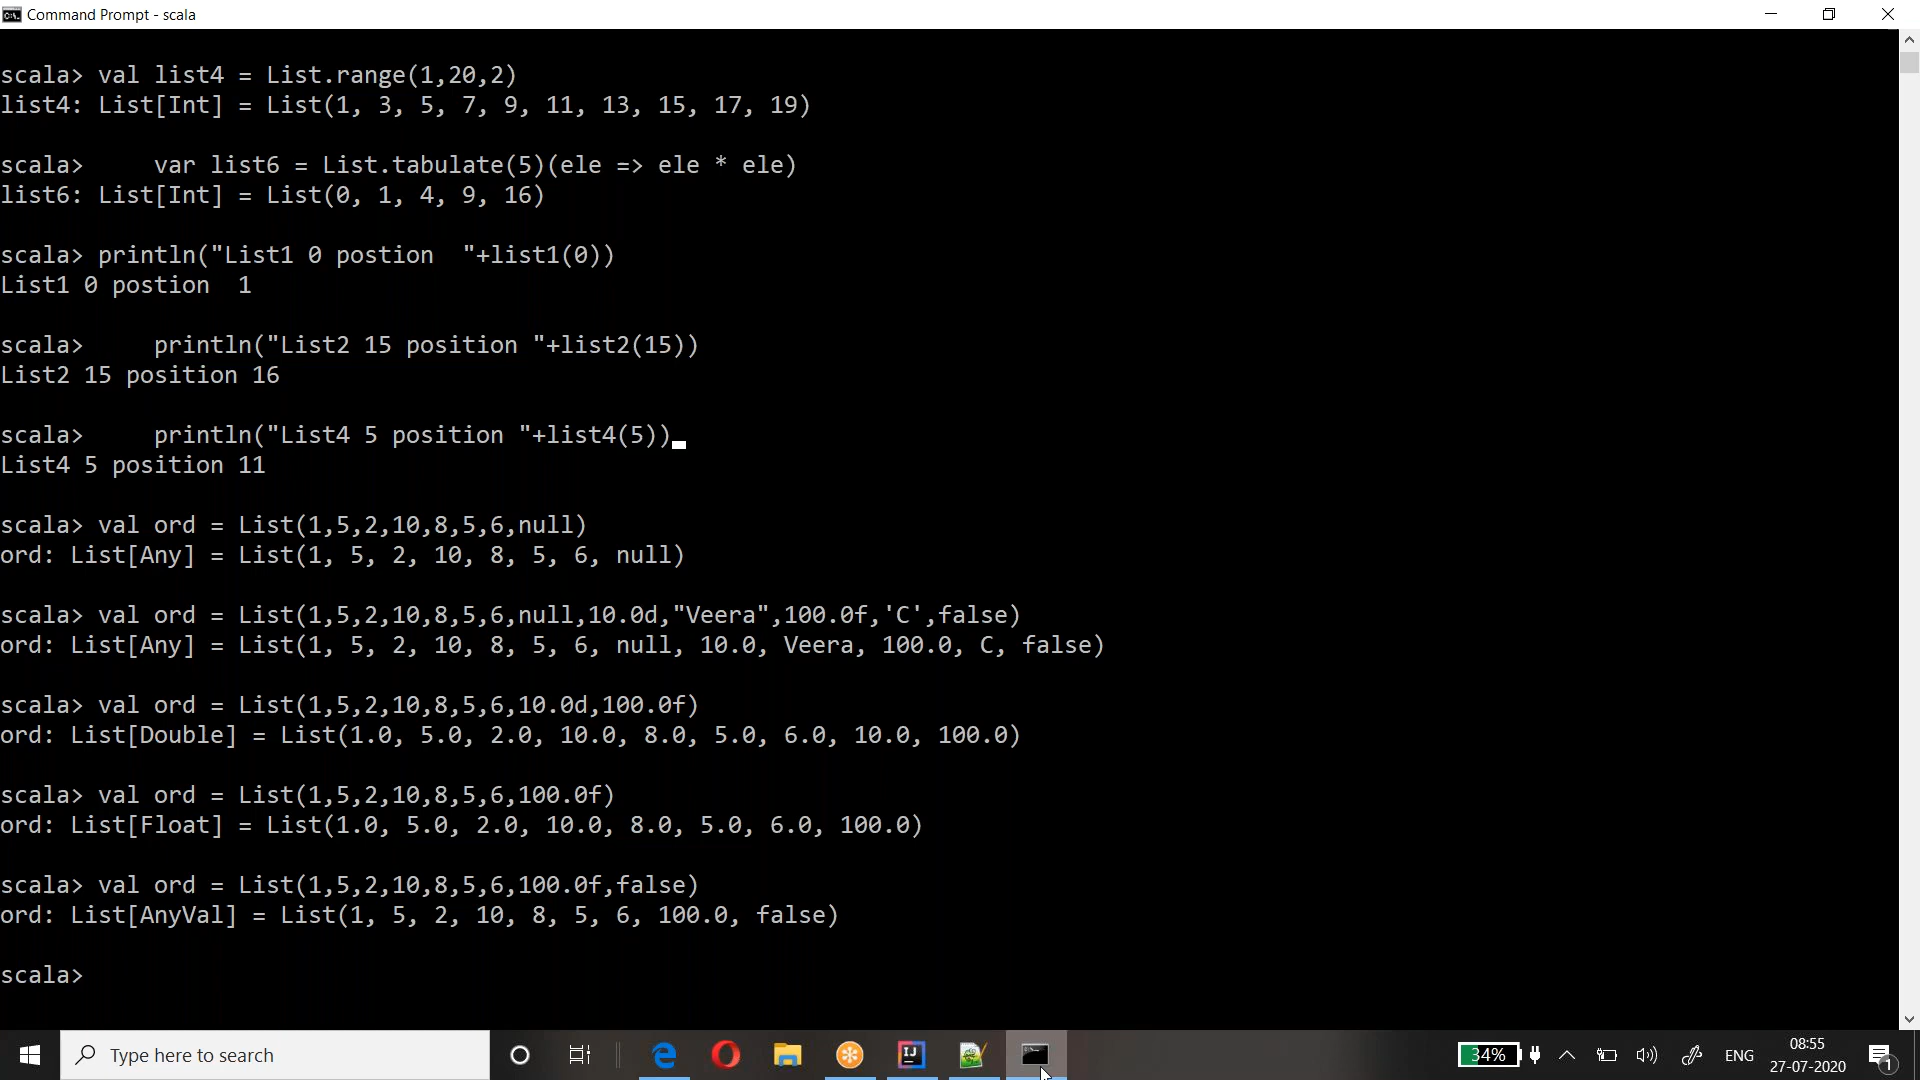 Command Prompt - scala
scala> val list4 = List.range(1,20,2)
list4: List[Int] = List(1, 3, 5, 7, 9, 11, 13, 15, 17, 19)
scala>     var list6 = List.tabulate(5)(ele => ele * ele)
list6: List[Int] = List(0, 1, 4, 9, 16)
scala> println("List1 0 postion  "+list1(0))
List1 0 postion  1
scala>     println("List2 15 position "+list2(15))
List2 15 position 16
scala>     println("List4 5 position "+list4(5))
List4 5 position 11
scala> val ord = List(1,5,2,10,8,5,6,null)
ord: List[Any] = List(1, 5, 2, 10, 8, 5, 6, null)
scala> val ord = List(1,5,2,10,8,5,6,null,10.0d,"Veera",100.0f,'C',false)
ord: List[Any] = List(1, 5, 2, 10, 8, 5, 6, null, 10.0, Veera, 100.0, C, false)
scala> val ord = List(1,5,2,10,8,5,6,10.0d,100.0f)
ord: List[Double] = List(1.0, 5.0, 2.0, 10.0, 8.0, 5.0, 6.0, 10.0, 100.0)
scala> val ord = List(1,5,2,10,8,5,6,100.0f)
ord: List[Float] = List(1.0, 5.0, 2.0, 10.0, 8.0, 5.0, 6.0, 100.0)
scala> val ord = List(1,5,2,10,8,5,6,100.0f,false)
ord: List[AnyVal] = List(1, 5, 2, 10, 8, 5, 6, 100.0, false)
scala>
Type here to search
IJ
34%
ENG
08:55
27-07-2020
1